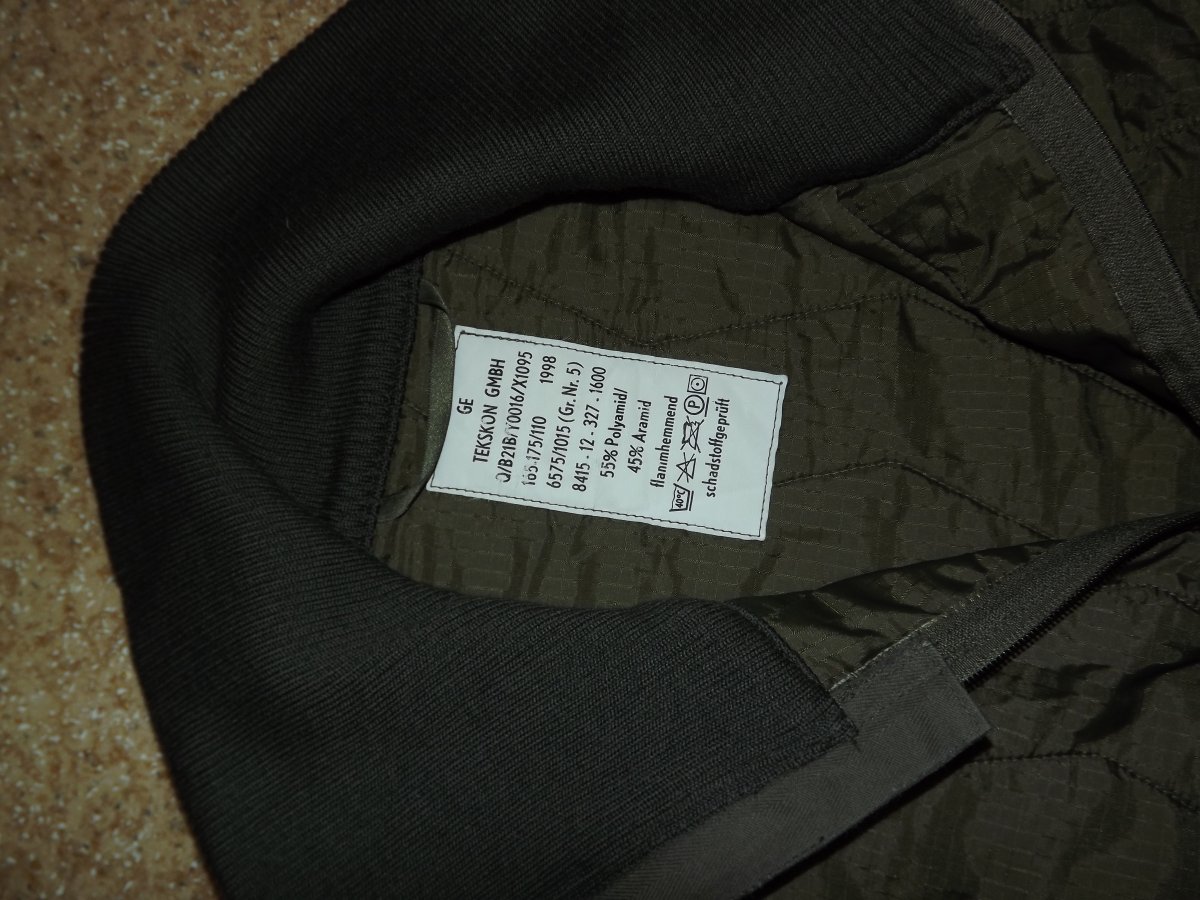 GE
TEKSKON GMBH
Q/B21B/Y0016/X1095
165-175/110 1998
6575/1015 (Gr. Nr. 5)
8415 - 12 - 327 - 1600
55% Polyamid/
45% Aramid
flammhemmend
40°C P
schadstoffgeprüft